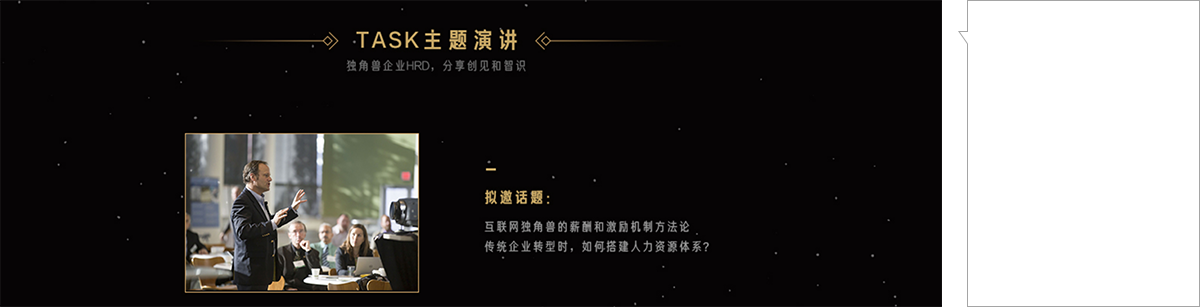 TASK主题演讲
独角兽企业HRD，分享创见和智识
拟邀话题：
互联网独角兽的薪酬和激励机制方法论
传统企业转型时，如何搭建人力资源体系？